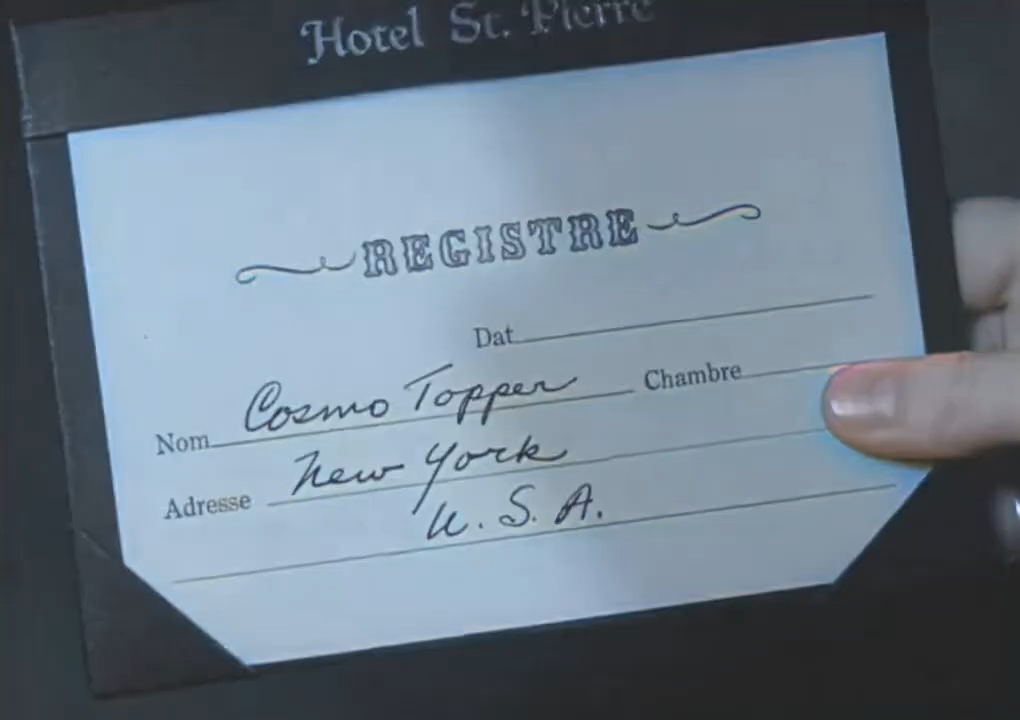 Hotel St. Pierre
REGISTRE
Dat
Nom Cosmo Topper Chambre
Adresse New York
U. S. A.